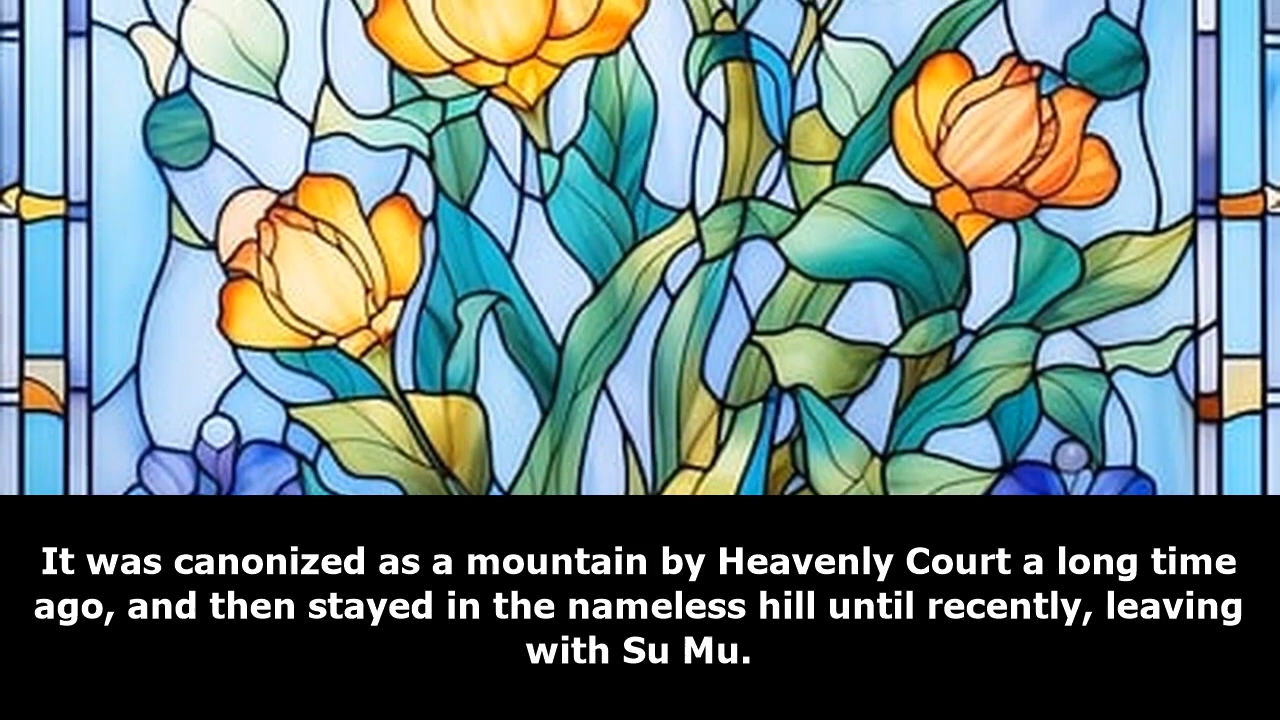 It was canonized as a mountain by Heavenly Court a long time
ago, and then stayed in the nameless hill until recently, leaving
with Su Mu.